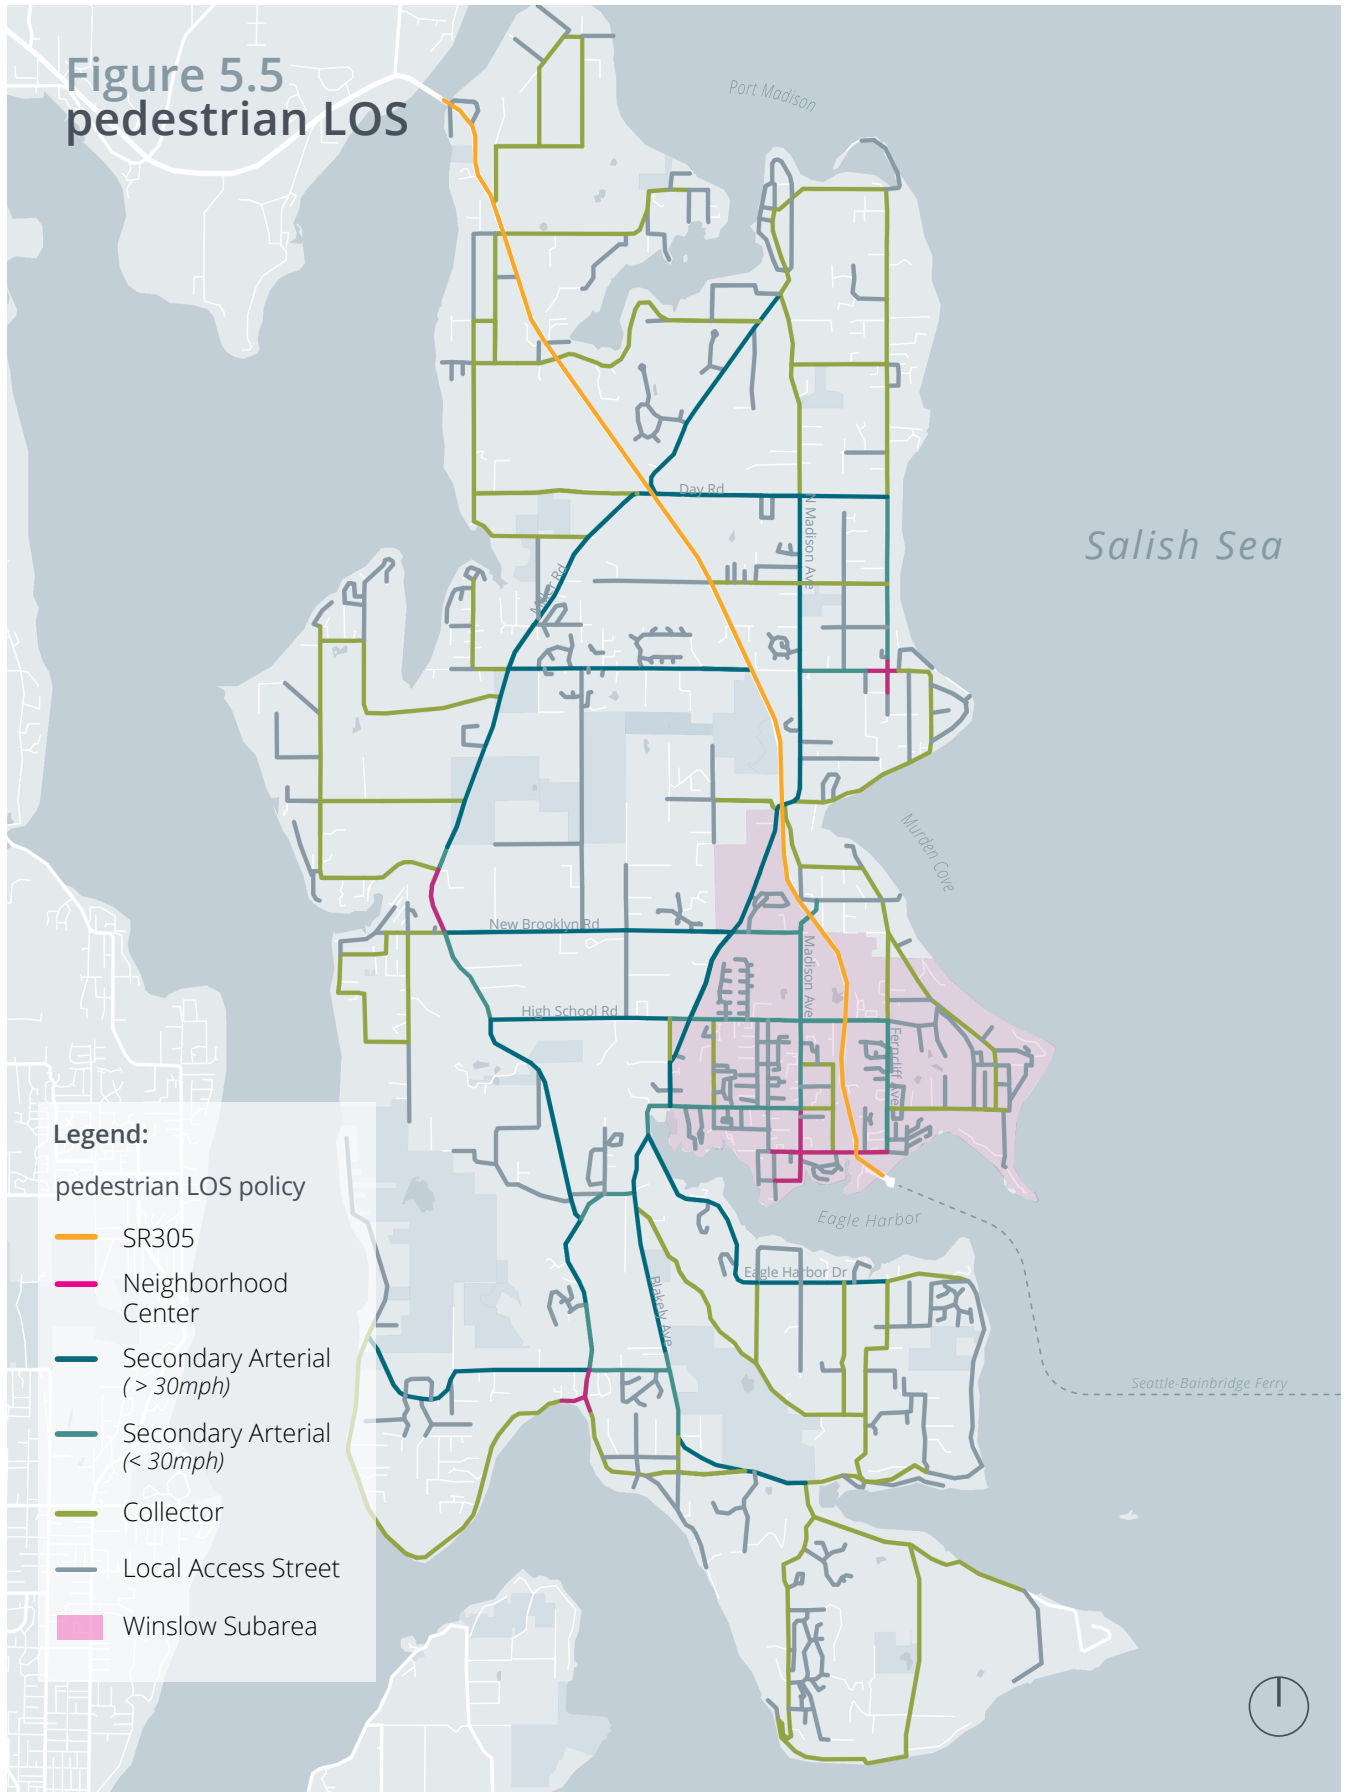 Figure 5.5
pedestrian LOS
Port Madison
Day Rd
N Madison Ave
Salish Sea
Miller Rd
Murden Cove
New Brooklyn Rd
Madison Ave
High School Rd
Ferncliff Ave
Eagle Harbor
Eagle Harbor Dr
Blakely Ave
Seattle-Bainbridge Ferry
Legend:
pedestrian LOS policy
SR305
Neighborhood
Center
Secondary Arterial
( > 30mph)
Secondary Arterial
(< 30mph)
Collector
Local Access Street
Winslow Subarea